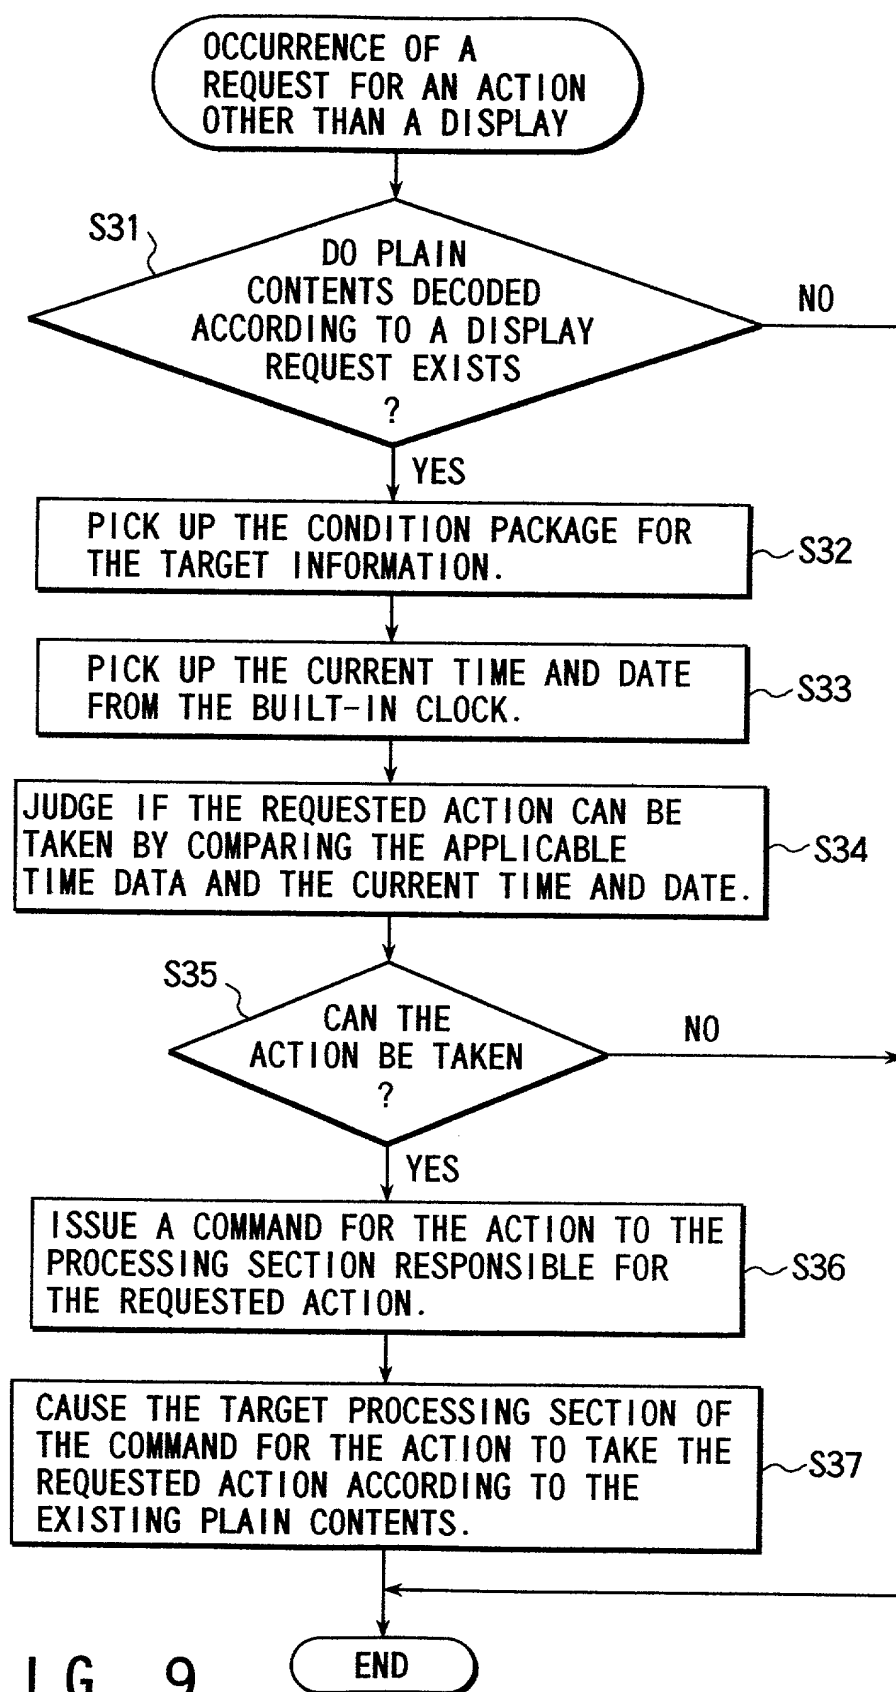 OCCURRENCE OF A
REQUEST FOR AN ACTION
OTHER THAN A DISPLAY
S31
DO PLAIN
CONTENTS DECODED
ACCORDING TO A DISPLAY
REQUEST EXISTS
?
NO
YES
PICK UP THE CONDITION PACKAGE FOR
THE TARGET INFORMATION.
S32
PICK UP THE CURRENT TIME AND DATE
FROM THE BUILT-IN CLOCK.
S33
JUDGE IF THE REQUESTED ACTION CAN BE
TAKEN BY COMPARING THE APPLICABLE
TIME DATA AND THE CURRENT TIME AND DATE.
S34
S35
CAN THE
ACTION BE TAKEN
?
NO
YES
ISSUE A COMMAND FOR THE ACTION TO THE
PROCESSING SECTION RESPONSIBLE FOR
THE REQUESTED ACTION.
S36
CAUSE THE TARGET PROCESSING SECTION OF
THE COMMAND FOR THE ACTION TO TAKE THE
REQUESTED ACTION ACCORDING TO THE
EXISTING PLAIN CONTENTS.
S37
END
IG. 9